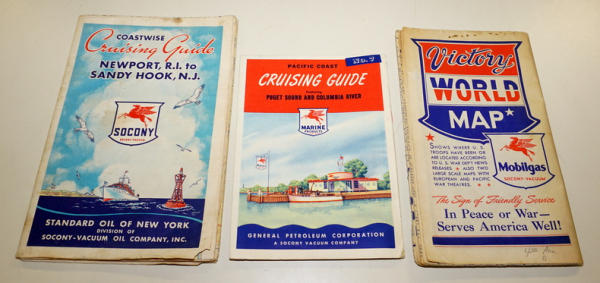 COASTWISE
Cruising Guide
NEWPORT, R.I. to
SANDY HOOK, N.J.
SOCONY
STANDARD OIL OF NEW YORK
DIVISION OF
SOCONY-VACUUM OIL COMPANY, INC.
PACIFIC COAST
CRUISING GUIDE
PUGET SOUND AND COLUMBIA RIVER
MARINE
PRODUCTS
GENERAL PETROLEUM CORPORATION
A SOCONY VACUUM COMPANY
Victory
WORLD
MAP
SHOWS WHERE U. S.
TROOPS HAVE BEEN OR
ARE LOCATED ACCORDING
TO U. S. WAR DEP'T NEWS
RELEASES ★ ALSO TWO
LARGE SCALE MAPS WITH
EUROPEAN AND PACIFIC
WAR THEATRES. ★
Mobilgas
SOCONY-VACUUM
The Sign of Friendly Service
In Peace or War—
Serves America Well!